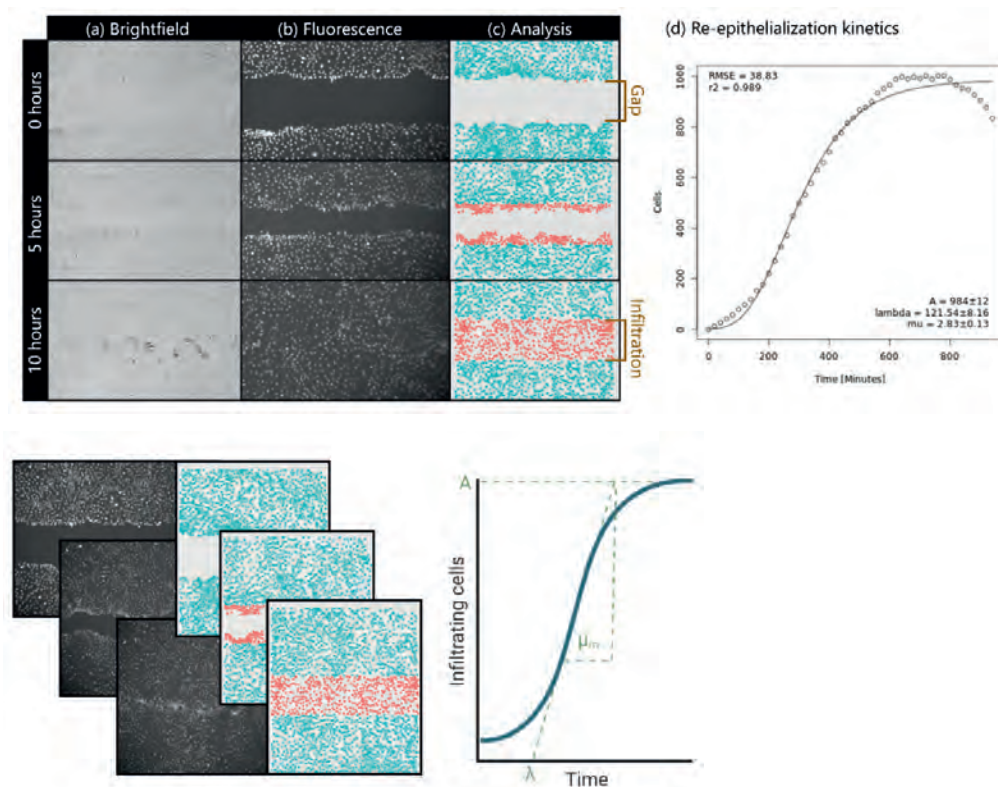 (a) Brightfield
(b) Fluorescence
(c) Analysis
(d) Re-epithelialization kinetics
0 hours
5 hours
10 hours
Gap
Infiltration
RMSE = 38.83
r2 = 0.989
1000
800
600
400
200
0
Cells
A = 984±12
lambda = 121.54±8.16
mu = 2.83±0.13
0
200
400
600
800
Time [Minutes]
A
Infiltrating cells
μm
λ
Time